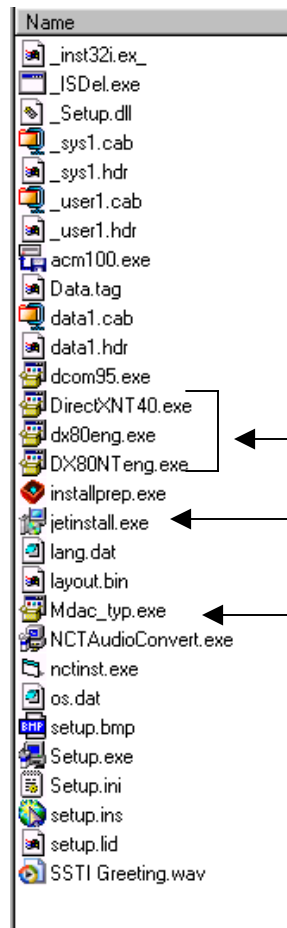 Name
_inst32i.ex_
_ISDel.exe
_Setup.dll
_sys1.cab
_sys1.hdr
_user1.cab
_user1.hdr
acm100.exe
Data.tag
data1.cab
data1.hdr
dcom95.exe
DirectXNT40.exe
dx80eng.exe
DX80NTeng.exe
installprep.exe
jetinstall.exe
lang.dat
layout.bin
Mdac_typ.exe
NCTAudioConvert.exe
nctinst.exe
os.dat
BMP setup.bmp
Setup.exe
Setup.ini
setup.ins
setup.lid
SSTI Greeting.wav